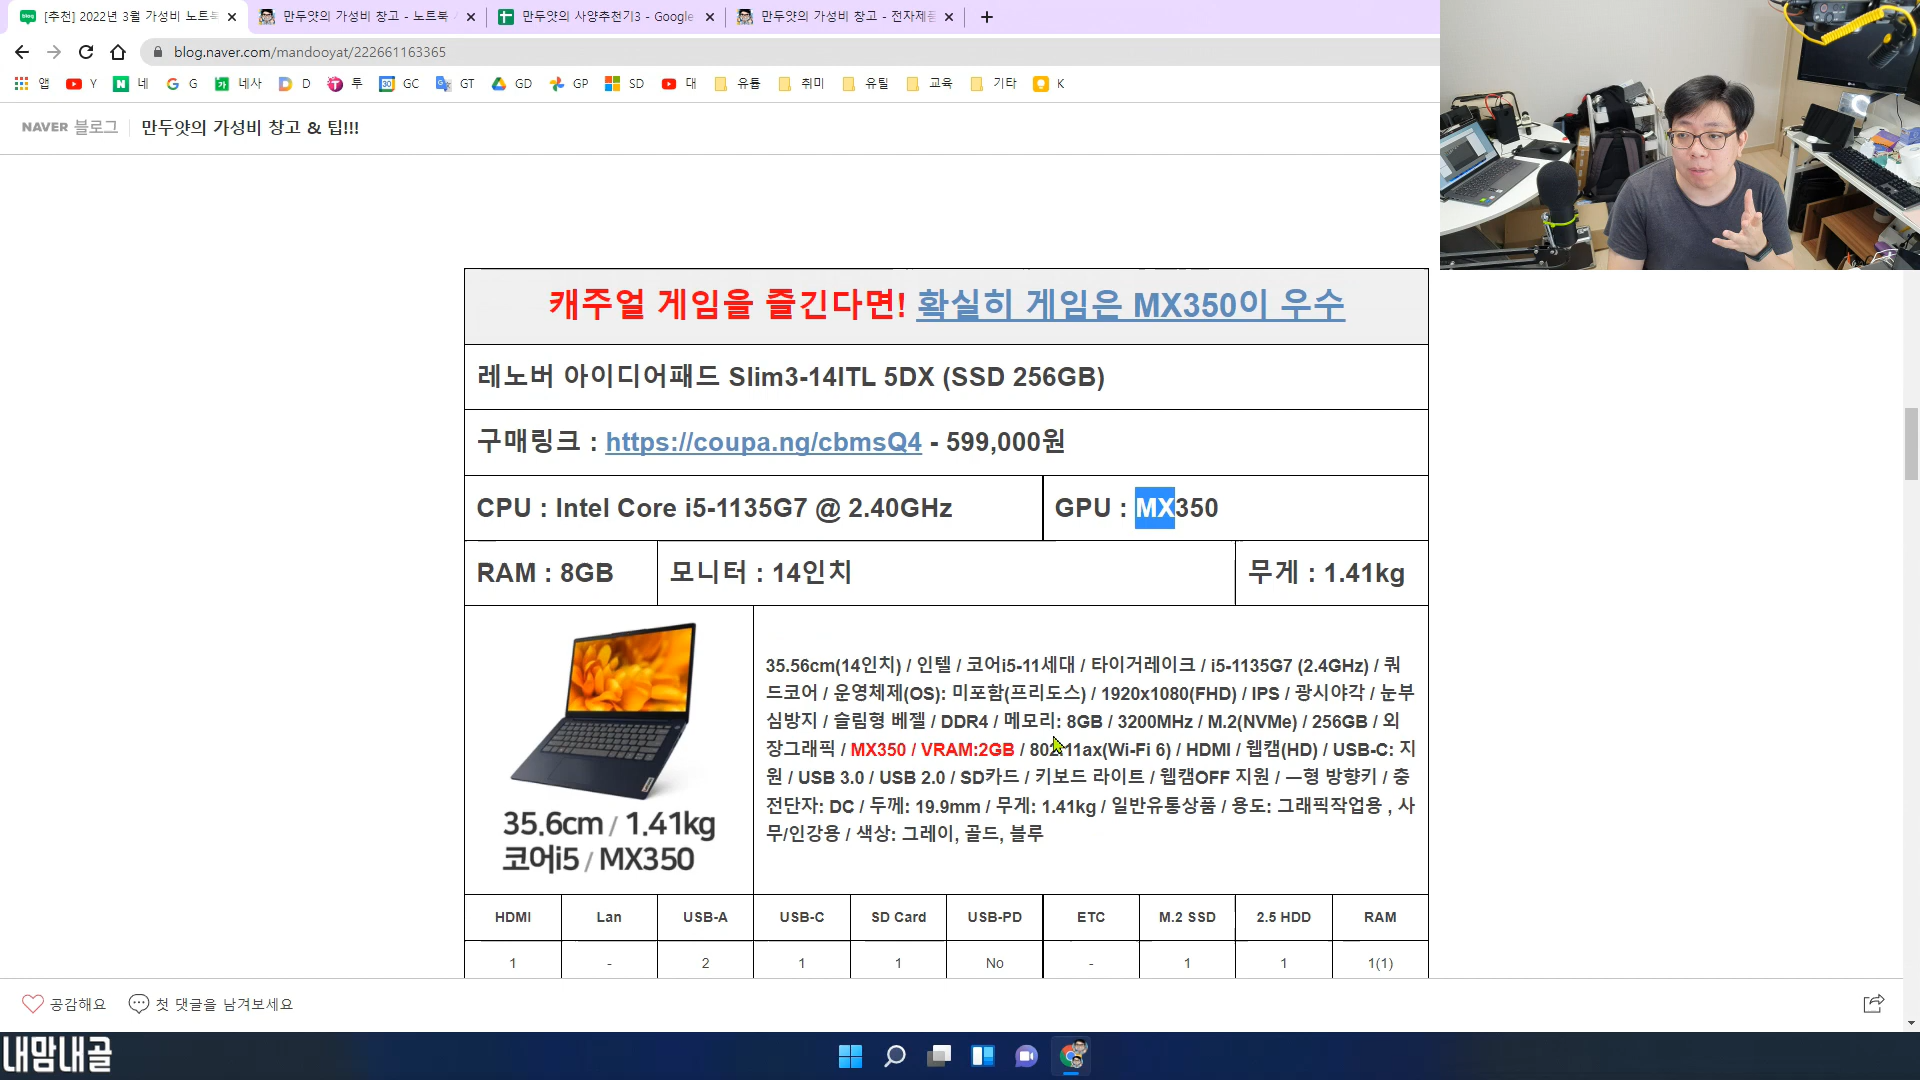 [추천] 2022년 3월 가성비 노트북
만두얏의 가성비 창고 - 노트북
만두얏의 사양추천기3 - Google
만두얏의 가성비 창고 - 전자제품
blog.naver.com/mandooyat/222661163365
앱 Y 네 G 네사 D 투 GC GT GD GP SD 대 유튭 취미 유틸 교육 기타 K
NAVER 블로그 만두얏의 가성비 창고 & 팁!!!
캐주얼 게임을 즐긴다면! 확실히 게임은 MX350이 우수
레노버 아이디어패드 Slim3-14ITL 5DX (SSD 256GB)
구매링크 : https://coupa.ng/cbmsQ4 - 599,000원
CPU : Intel Core i5-1135G7 @ 2.40GHz GPU : MX350
RAM : 8GB 모니터 : 14인치 무게 : 1.41kg
35.6cm / 1.41kg
코어i5 / MX350
35.56cm(14인치) / 인텔 / 코어i5-11세대 / 타이거레이크 / i5-1135G7 (2.4GHz) / 쿼
드코어 / 운영체제(OS): 미포함(프리도스) / 1920x1080(FHD) / IPS / 광시야각 / 눈부
심방지 / 슬림형 베젤 / DDR4 / 메모리: 8GB / 3200MHz / M.2(NVMe) / 256GB / 외
장그래픽 / MX350 / VRAM:2GB / 802.11ax(Wi-Fi 6) / HDMI / 웹캠(HD) / USB-C: 지
원 / USB 3.0 / USB 2.0 / SD카드 / 키보드 라이트 / 웹캠OFF 지원 / ㅡ형 방향키 / 충
전단자: DC / 두께: 19.9mm / 무게: 1.41kg / 일반유통상품 / 용도: 그래픽작업용 , 사
무/인강용 / 색상: 그레이, 골드, 블루
HDMI Lan USB-A USB-C SD Card USB-PD ETC M.2 SSD 2.5 HDD RAM
1 - 2 1 1 No - 1 1 1(1)
공감해요 첫 댓글을 남겨보세요
내맘내골